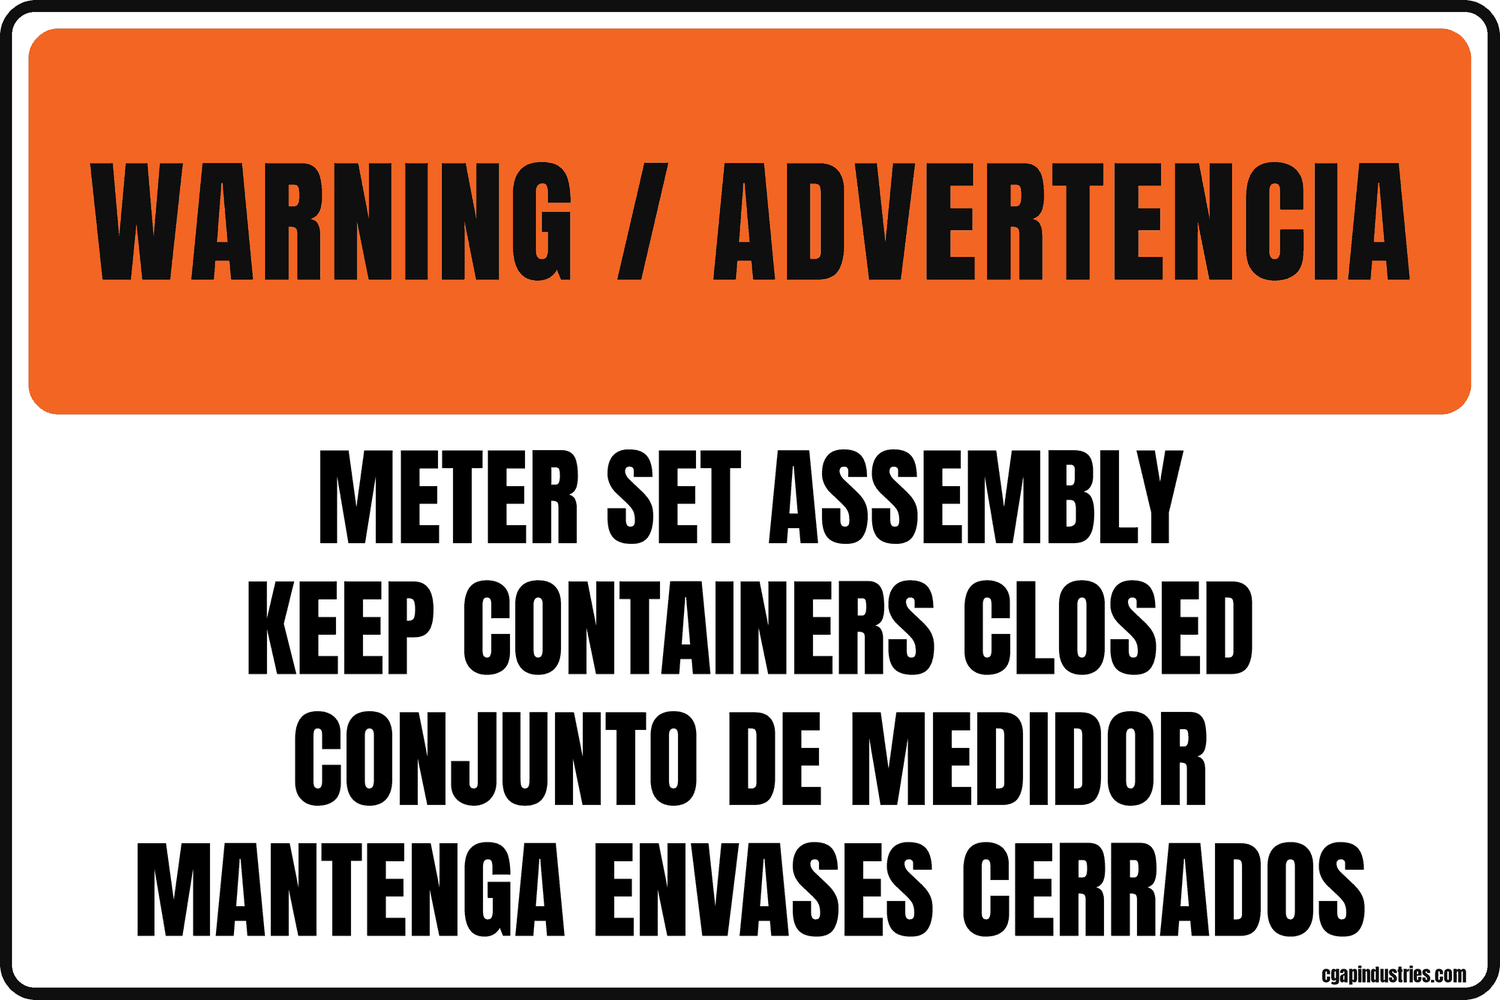 WARNING / ADVERTENCIA
METER SET ASSEMBLY
KEEP CONTAINERS CLOSED
CONJUNTO DE MEDIDOR
MANTENGA ENVASES CERRADOS
cgapindustries.com